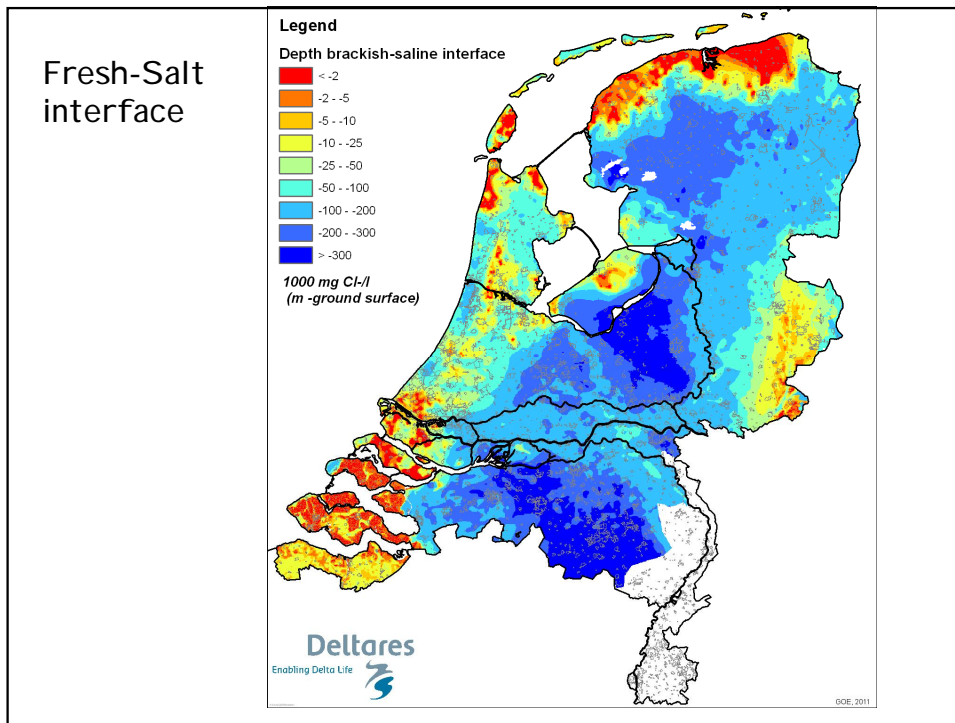 Fresh-Salt
interface
Legend
Depth brackish-saline interface
< -2
-2 - -5
-5 - -10
-10 - -25
-25 - -50
-50 - -100
-100 - -200
-200 - -300
> -300
1000 mg Cl-/l
(m -ground surface)
Deltares
Enabling Delta Life
GOE, 2011